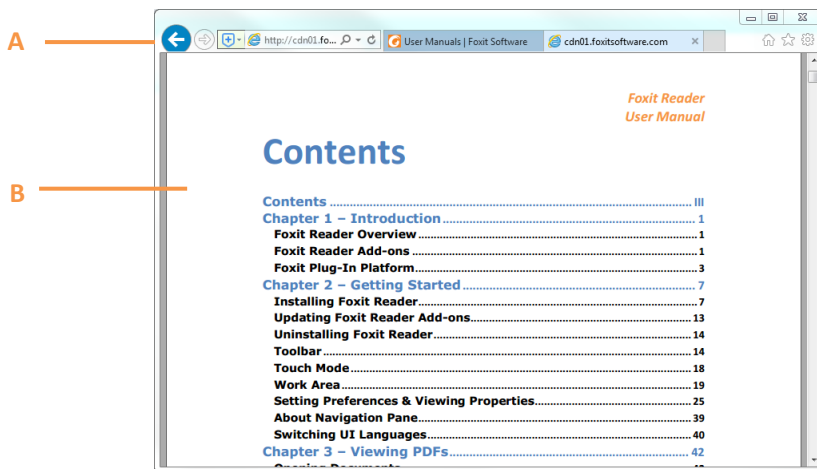 A
http://cdn01.fo...
User Manuals | Foxit Software
cdn01.foxitsoftware.com
Foxit Reader
User Manual
Contents
B
Contents ........ III
Chapter 1 – Introduction ........ 1
Foxit Reader Overview ........ 1
Foxit Reader Add-ons ........ 1
Foxit Plug-In Platform ........ 3
Chapter 2 – Getting Started ........ 7
Installing Foxit Reader ........ 7
Updating Foxit Reader Add-ons ........ 13
Uninstalling Foxit Reader ........ 14
Toolbar ........ 14
Touch Mode ........ 18
Work Area ........ 19
Setting Preferences & Viewing Properties ........ 25
About Navigation Pane ........ 39
Switching UI Languages ........ 40
Chapter 3 – Viewing PDFs ........ 42